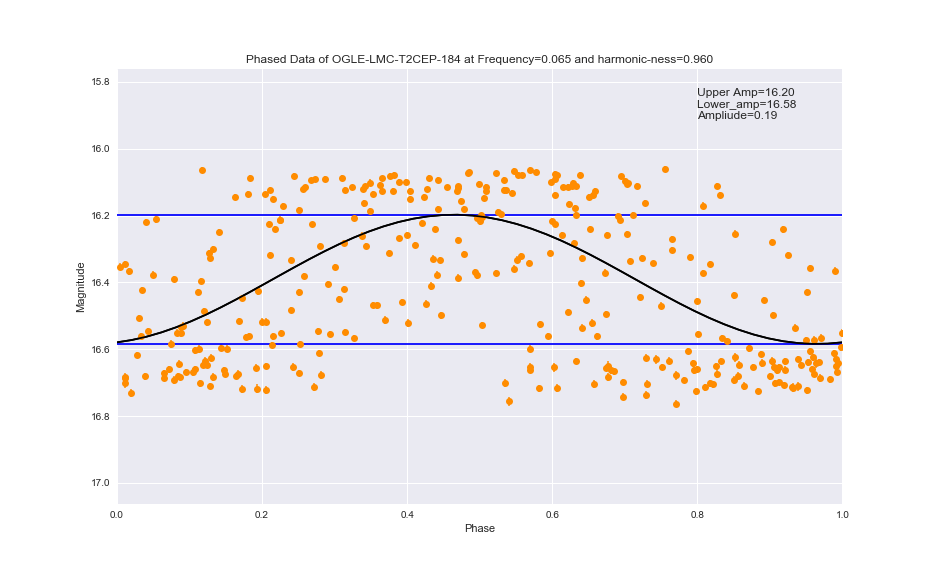 Phased Data of OGLE-LMC-T2CEP-184 at Frequency=0.065 and harmonic-ness=0.960
Upper Amp=16.20
Lower_amp=16.58
Ampliude=0.19
15.8
16.0
16.2
16.4
16.6
16.8
17.0
Magnitude
0.0 0.2 0.4 0.6 0.8 1.0
Phase